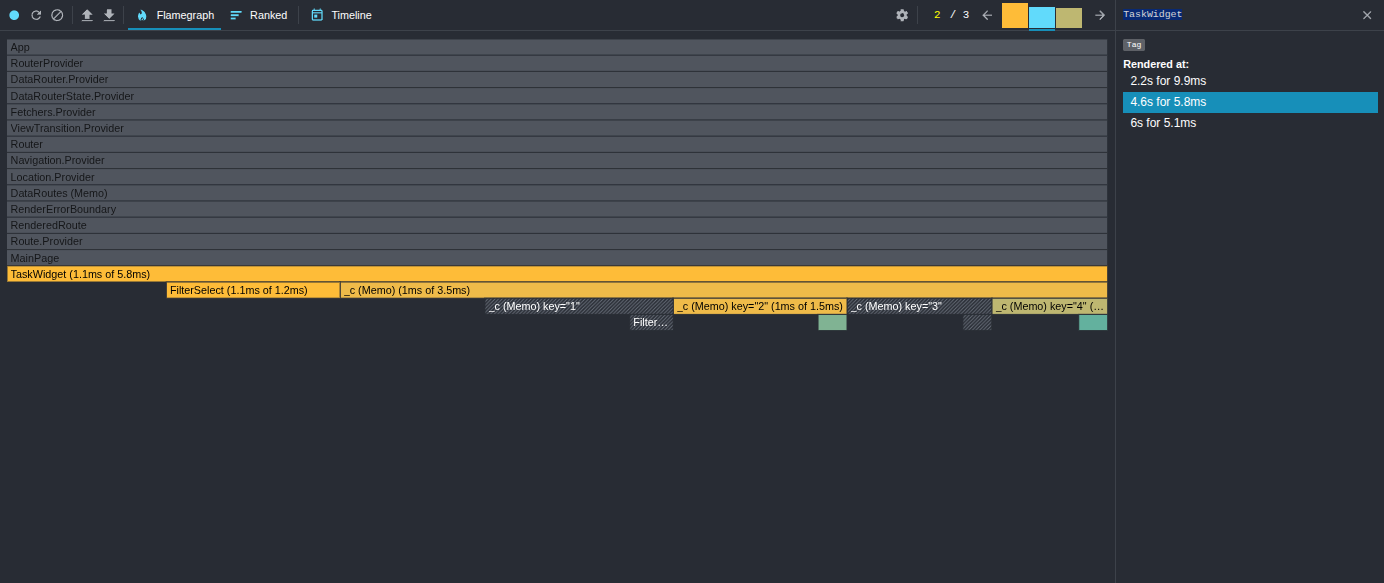 Flamegraph
Ranked
Timeline
2 / 3
TaskWidget
App
RouterProvider
DataRouter.Provider
DataRouterState.Provider
Fetchers.Provider
ViewTransition.Provider
Router
Navigation.Provider
Location.Provider
DataRoutes (Memo)
RenderErrorBoundary
RenderedRoute
Route.Provider
MainPage
TaskWidget (1.1ms of 5.8ms)
FilterSelect (1.1ms of 1.2ms)
_c (Memo) (1ms of 3.5ms)
_c (Memo) key="1"
_c (Memo) key="2" (1ms of 1.5ms)
_c (Memo) key="3"
_c (Memo) key="4" (…
Filter…
Tag
Rendered at:
2.2s for 9.9ms
4.6s for 5.8ms
6s for 5.1ms